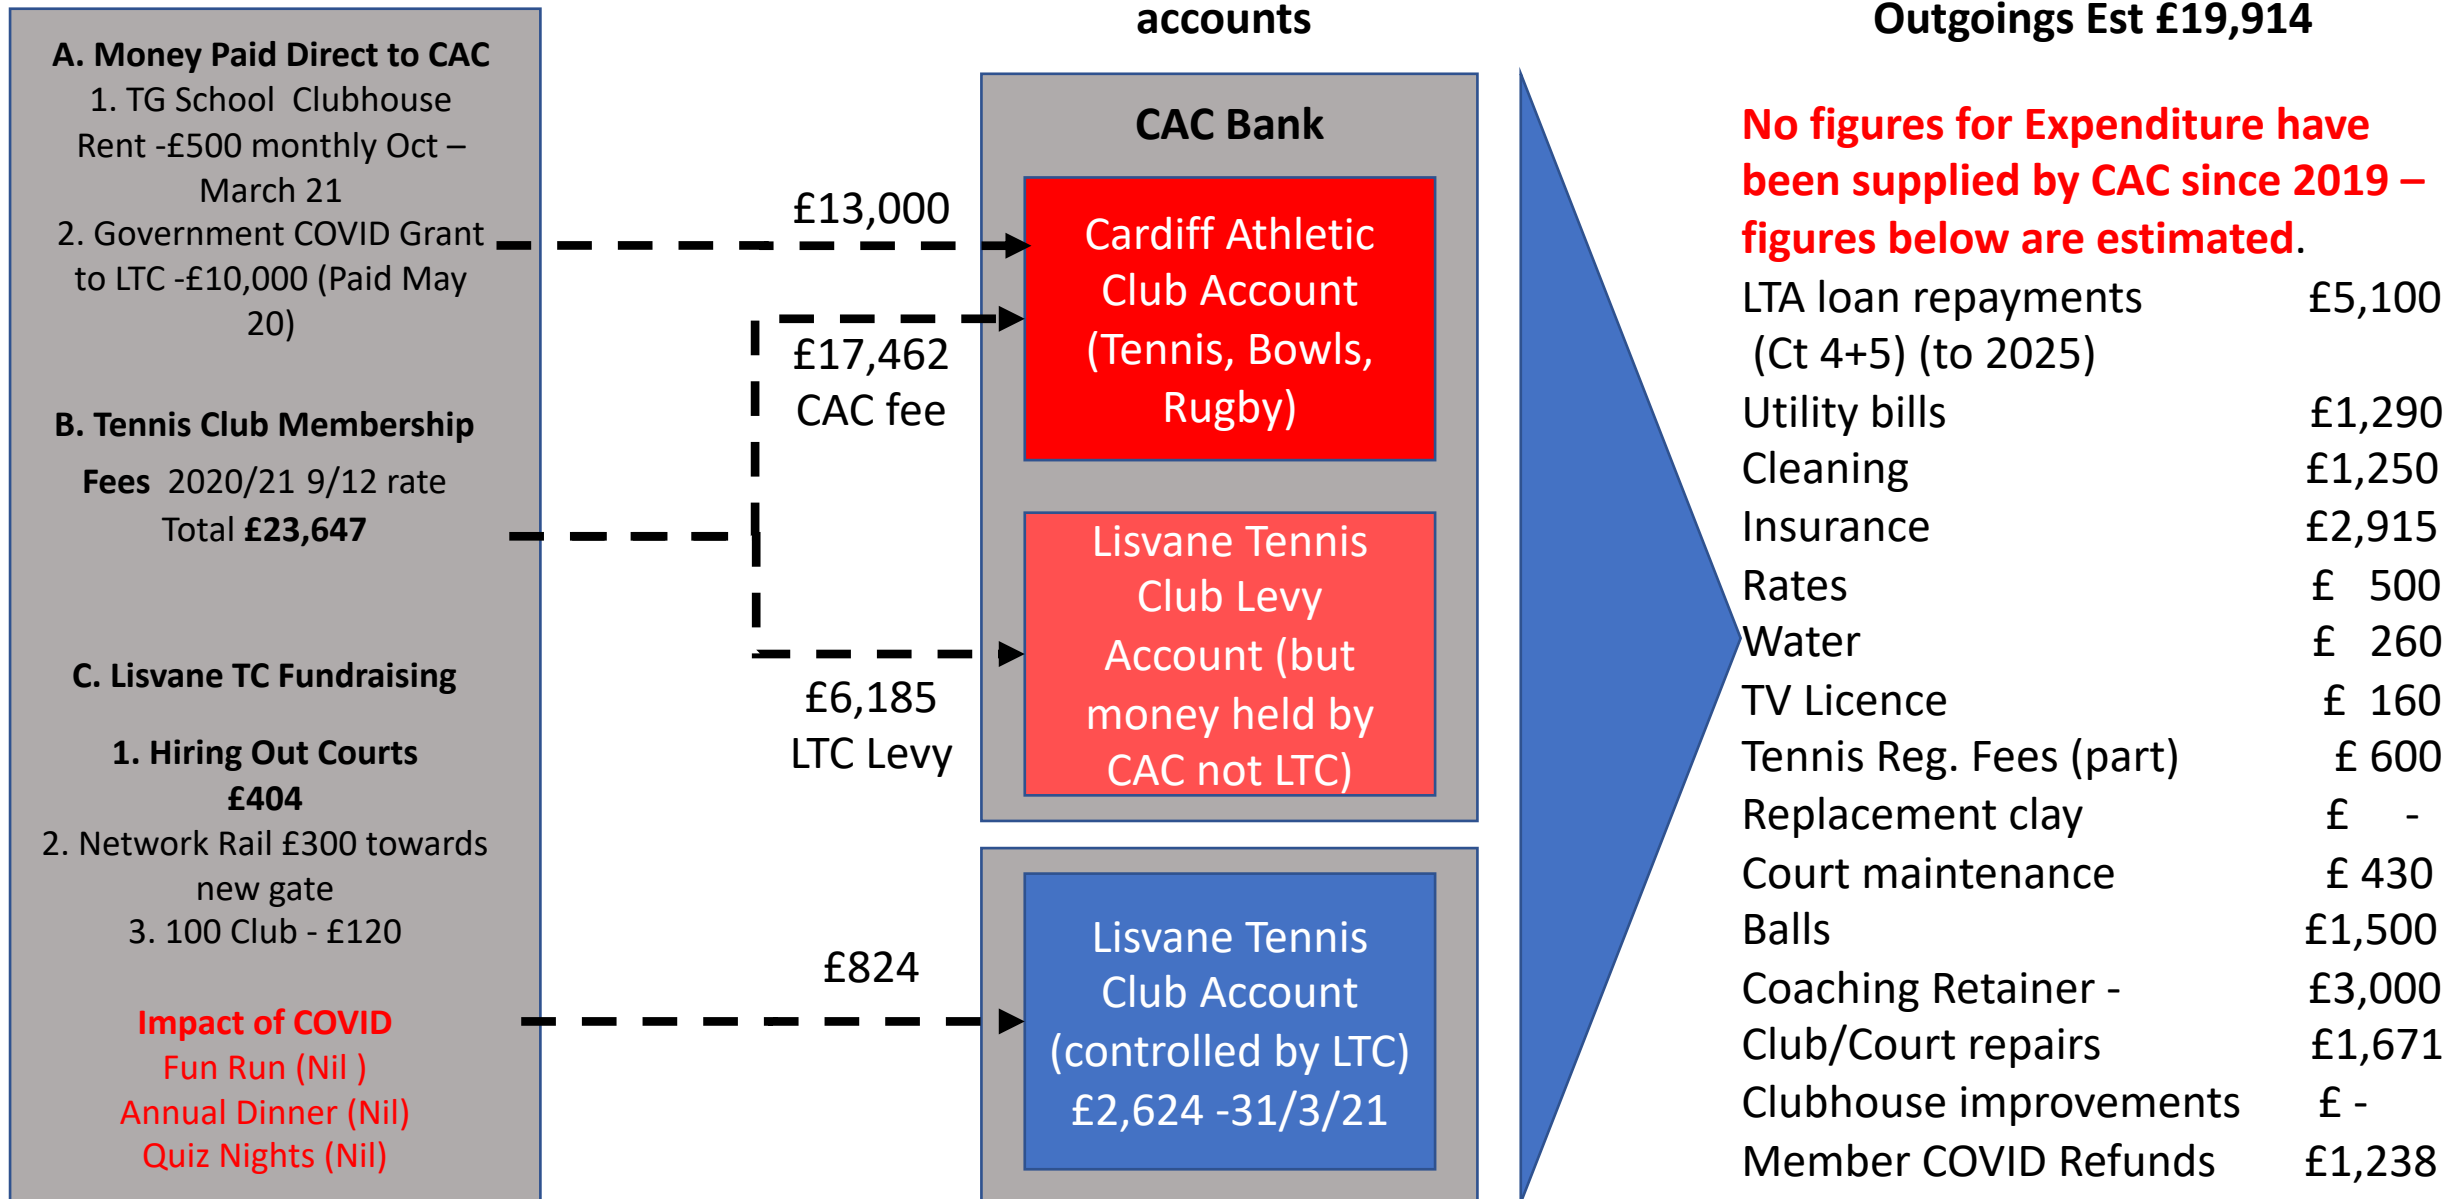 A. Money Paid Direct to CAC
1. TG School Clubhouse
Rent -£500 monthly Oct –
March 21
2. Government COVID Grant
to LTC -£10,000 (Paid May
20)
B. Tennis Club Membership
Fees 2020/21 9/12 rate
Total £23,647
C. Lisvane TC Fundraising
1. Hiring Out Courts
£404
2. Network Rail £300 towards
new gate
3. 100 Club - £120
Impact of COVID
Fun Run (Nil )
Annual Dinner (Nil)
Quiz Nights (Nil)
£13,000
£17,462
CAC fee
£6,185
LTC Levy
£824
accounts
CAC Bank
Cardiff Athletic
Club Account
(Tennis, Bowls,
Rugby)
Lisvane Tennis
Club Levy
Account (but
money held by
CAC not LTC)
Lisvane Tennis
Club Account
(controlled by LTC)
£2,624 -31/3/21
Outgoings Est £19,914
No figures for Expenditure have
been supplied by CAC since 2019 –
figures below are estimated.
LTA loan repayments £5,100
(Ct 4+5) (to 2025)
Utility bills £1,290
Cleaning £1,250
Insurance £2,915
Rates £ 500
Water £ 260
TV Licence £ 160
Tennis Reg. Fees (part) £ 600
Replacement clay £ -
Court maintenance £ 430
Balls £1,500
Coaching Retainer - £3,000
Club/Court repairs £1,671
Clubhouse improvements £ -
Member COVID Refunds £1,238